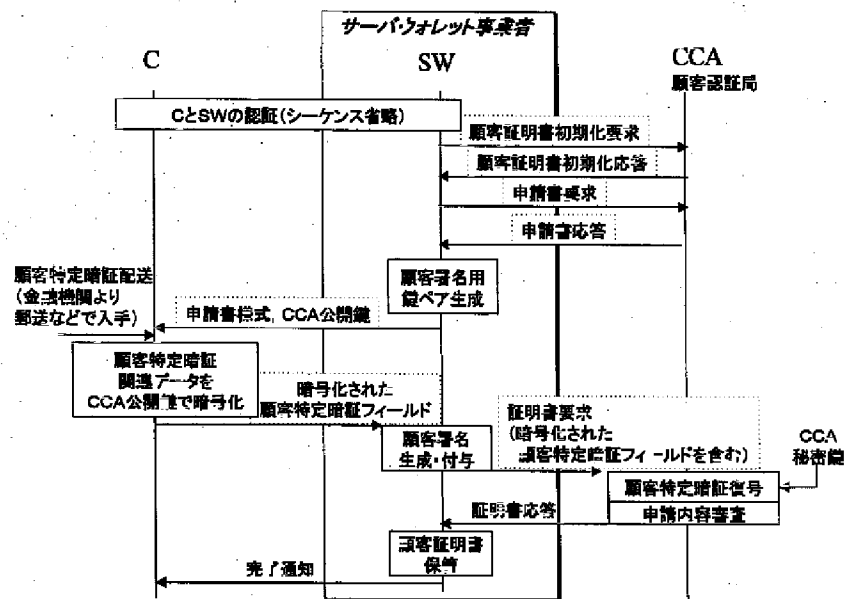 サーバ・ウォレット事業者
C
SW
CCA
顧客認証局
CとSWの認証(シーケンス省略)
顧客証明書初期化要求
顧客証明書初期化応答
申請書要求
申請書応答
顧客署名用
鍵ペア生成
顧客特定暗証配送
(金融機関より
郵送などで入手)
申請書様式, CCA公開鍵
顧客特定暗証
関連データを
CCA公開鍵で暗号化
暗号化された
顧客特定暗証フィールド
顧客署名
生成・付与
証明書要求
(暗号化された
顧客特定暗証フィールドを含む)
CCA
秘密鍵
顧客特定暗証復号
申請内容審査
証明書応答
顧客証明書
保管
完了通知